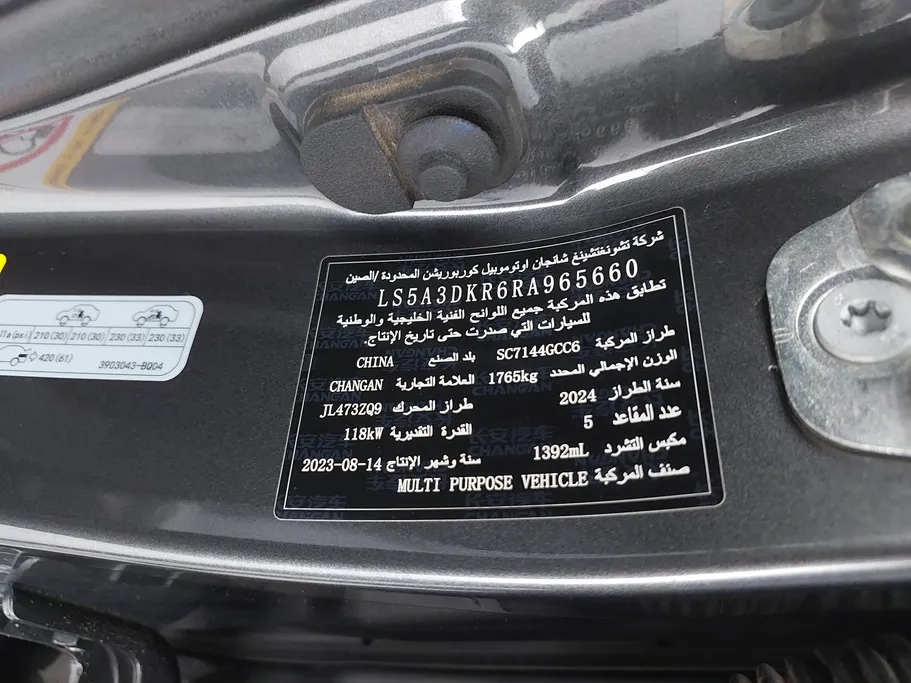 شركة تشونغتشينغ شانجان اوتوموبيل كوربوريشن المحدودة /الصين
LS5A3DKR6RA965660
تطابق هذه المركبة جميع اللوائح الفنية الخليجية والوطنية
للسيارات التي صدرت حتى تاريخ الإنتاج.
طراز المركبة SC7144GCC6 بلد الصنع CHINA
الوزن الإجمالي المحدد 1765kg العلامة التجارية CHANGAN
سنة الطراز 2024 طراز المحرك JL473ZQ9
عدد المقاعد 5 القدرة التقديرية 118kW
مكبس التشرد 1392mL سنة وشهر الإنتاج 2023-08-14
صنف المركبة MULTI PURPOSE VEHICLE
(psi) 210 (30) 210 (30) 230 (33) 230 (33)
420 (61)
3903043-BQ04